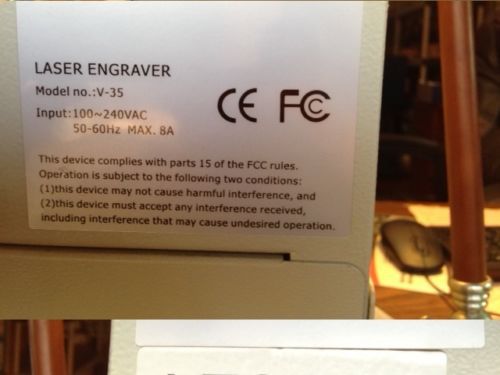 LASER ENGRAVER
Model no.:V-35
Input:100~240VAC
50-60Hz MAX. 8A
CE FC
This device complies with parts 15 of the FCC rules.
Operation is subject to the following two conditions:
(1)this device may not cause harmful interference, and
(2)this device must accept any interference received,
including interference that may cause undesired operation.